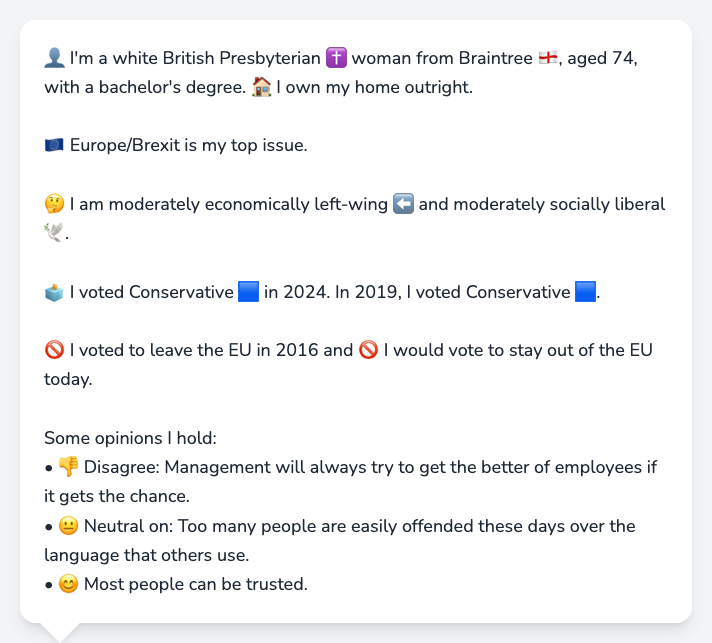 👤 I'm a white British Presbyterian ✝️ woman from Braintree 🏴󠁧󠁢󠁥󠁮󠁧󠁿, aged 74,
with a bachelor's degree. 🏠 I own my home outright.
🇪🇺 Europe/Brexit is my top issue.
🤔 I am moderately economically left-wing ⬅️ and moderately socially liberal
🕊️.
🗳️ I voted Conservative 🟦 in 2024. In 2019, I voted Conservative 🟦.
🚫 I voted to leave the EU in 2016 and 🚫 I would vote to stay out of the EU
today.
Some opinions I hold:
• 👎 Disagree: Management will always try to get the better of employees if
it gets the chance.
• 😐 Neutral on: Too many people are easily offended these days over the
language that others use.
• 😊 Most people can be trusted.